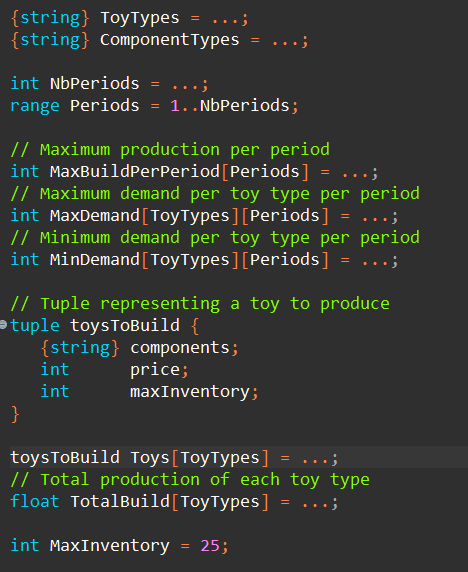 {string} ToyTypes = ...;
{string} ComponentTypes = ...;
int NbPeriods = ...;
range Periods = 1..NbPeriods;
// Maximum production per period
int MaxBuildPerPeriod[Periods] = ...;
// Maximum demand per toy type per period
int MaxDemand[ToyTypes][Periods] = ...;
// Minimum demand per toy type per period
int MinDemand[ToyTypes][Periods] = ...;
// Tuple representing a toy to produce
tuple toysToBuild {
{string} components;
int price;
int maxInventory;
}
toysToBuild Toys[ToyTypes] = ...;
// Total production of each toy type
float TotalBuild[ToyTypes] = ...;
int MaxInventory = 25;